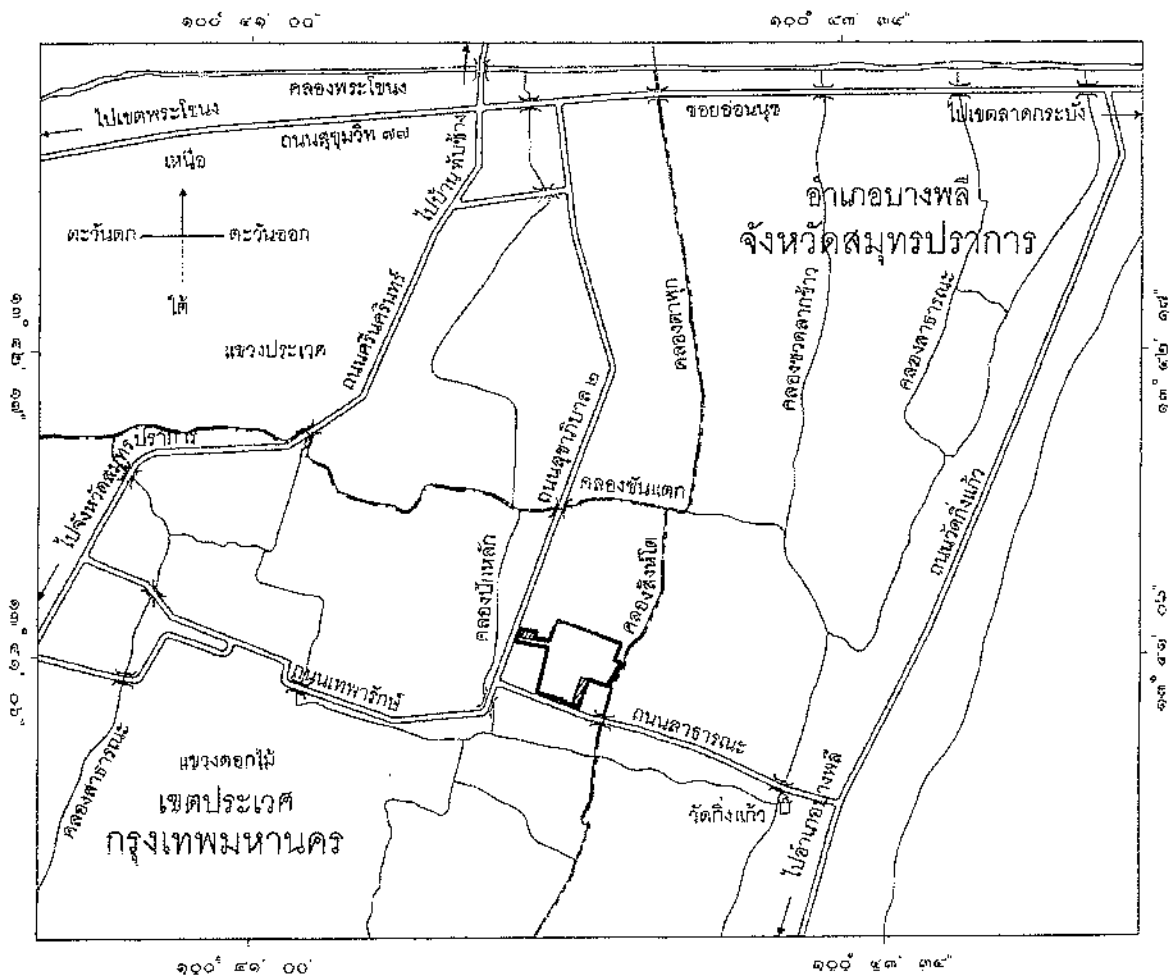 ๑๐๐° ๔๑' ๐๐"
๑๐๐° ๔๓' ๓๔"
คลองพระโขนง
ไปเขตพระโขนง
ถนนสุขุมวิท ๗๗
ซอยอ่อนนุช
ไปเขตลาดกระบัง
เหนือ
ตะวันตก
ตะวันออก
ใต้
ไปบ้านทับช้าง
อำเภอบางพลี
จังหวัดสมุทรปราการ
ถนนศรีนครินทร์
แขวงประเวศ
คลองตาพุก
คลองขวดลากข้าว
คลองสาธารณะ
ถนนสุขาภิบาล ๒
ไปจังหวัดสมุทรปราการ
คลองขันแตก
ถนนวัดกิ่งแก้ว
คลองปักหลัก
คลองสิงห์โต
ถนนเทพารักษ์
ถนนสาธารณะ
คลองสาธารณะ
แขวงดอกไม้
เขตประเวศ
กรุงเทพมหานคร
วัดกิ่งแก้ว
ไปอำเภอบางพลี
๑๐๐° ๔๑' ๐๐"
๑๐๐° ๔๓' ๓๔"